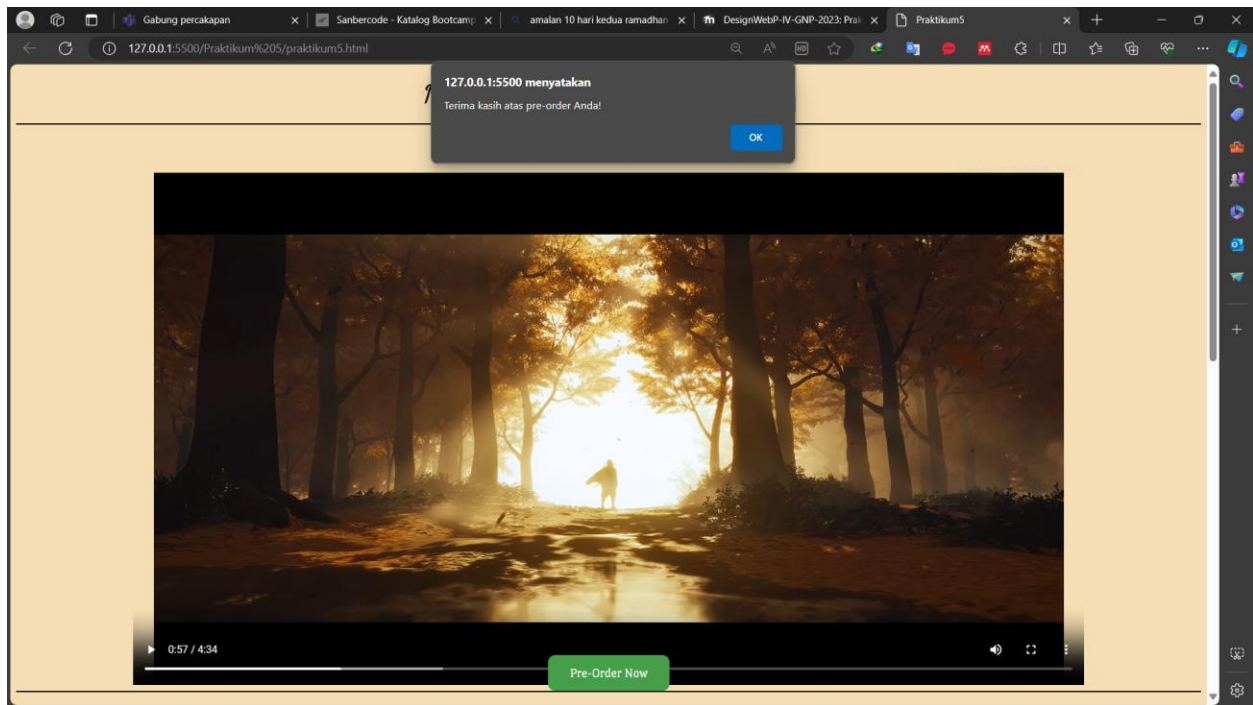 Gabung percakapan
Sanbercode - Katalog Bootcamp
amalan 10 hari kedua ramadhan
DesignWebP-IV-GNP-2023: Prak
Praktikum5
127.0.0.1:5500/Praktikum%205/praktikum5.html
127.0.0.1:5500 menyatakan
Terima kasih atas pre-order Anda!
OK
0:57 / 4:34
Pre-Order Now